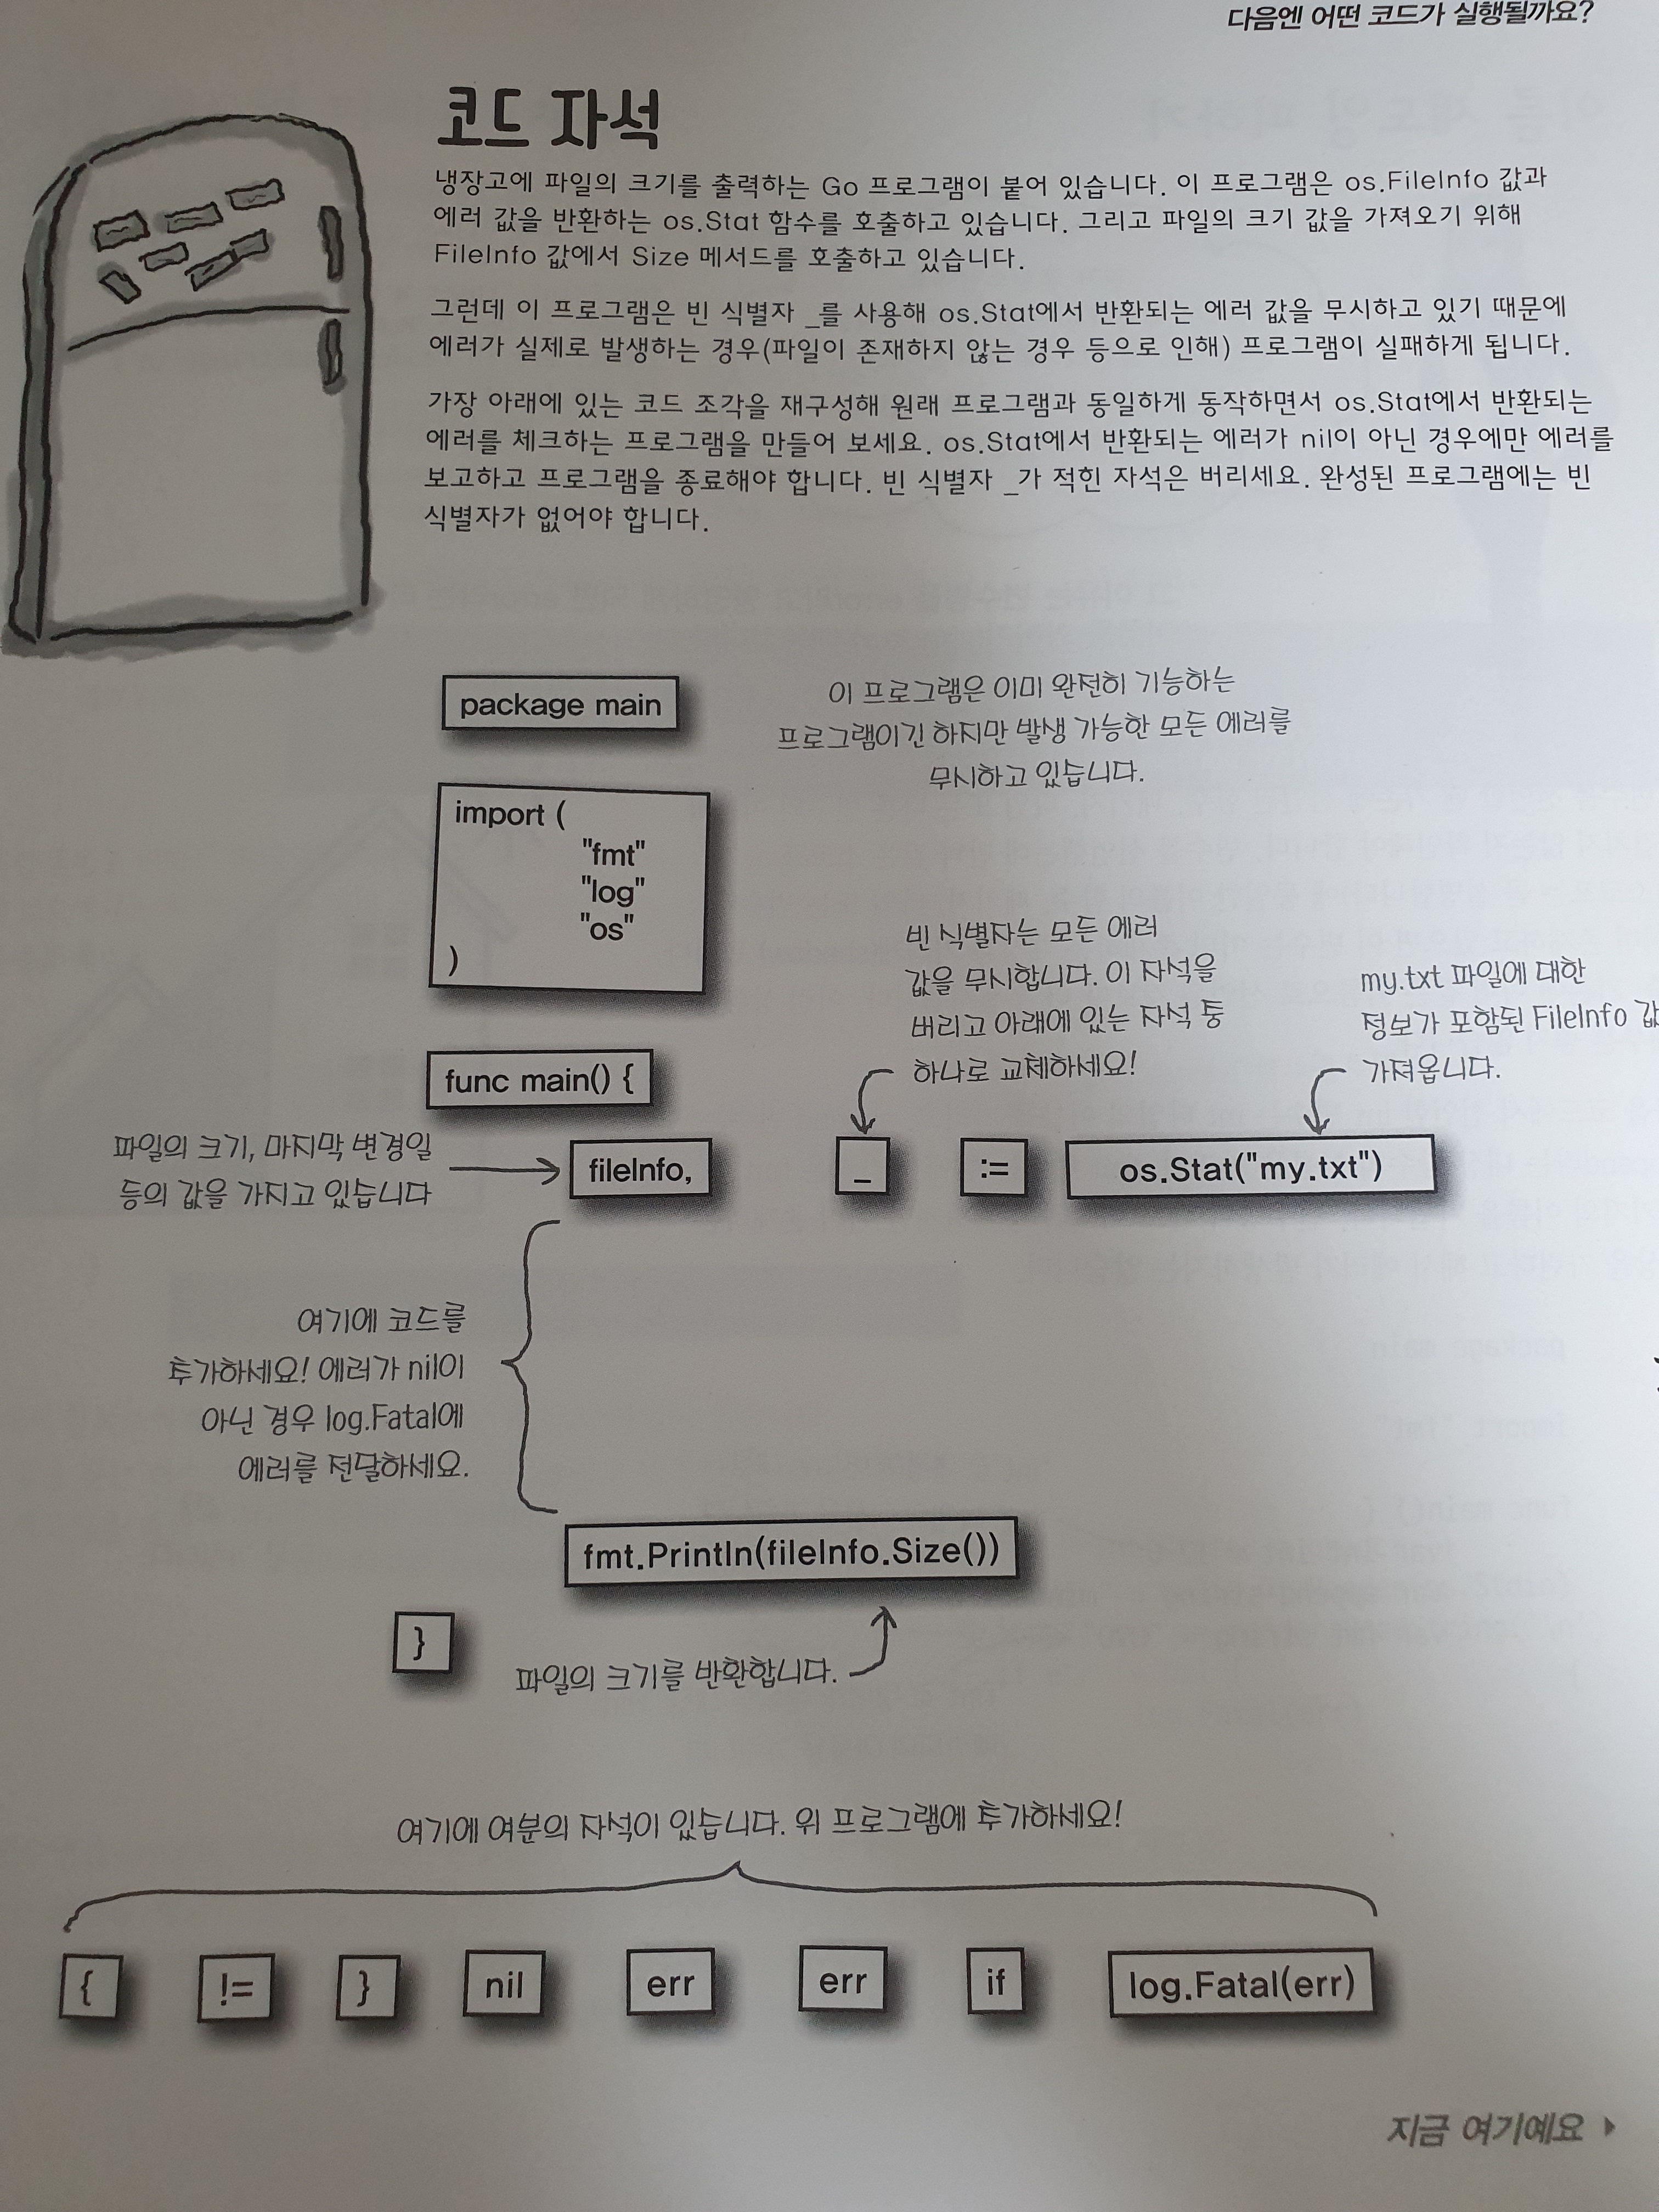 다음엔 어떤 코드가 실행될까요?
코드 자석
냉장고에 파일의 크기를 출력하는 Go 프로그램이 붙어 있습니다. 이 프로그램은 os.FileInfo 값과
에러 값을 반환하는 os.Stat 함수를 호출하고 있습니다. 그리고 파일의 크기 값을 가져오기 위해
FileInfo 값에서 Size 메서드를 호출하고 있습니다.
그런데 이 프로그램은 빈 식별자 _를 사용해 os.Stat에서 반환되는 에러 값을 무시하고 있기 때문에
에러가 실제로 발생하는 경우(파일이 존재하지 않는 경우 등으로 인해) 프로그램이 실패하게 됩니다.
가장 아래에 있는 코드 조각을 재구성해 원래 프로그램과 동일하게 동작하면서 os.Stat에서 반환되는
에러를 체크하는 프로그램을 만들어 보세요. os.Stat에서 반환되는 에러가 nil이 아닌 경우에만 에러를
보고하고 프로그램을 종료해야 합니다. 빈 식별자 _가 적힌 자석은 버리세요. 완성된 프로그램에는 빈
식별자가 없어야 합니다.
package main
이 프로그램은 이미 완전히 기능하는
프로그램이긴 하지만 발생 가능한 모든 에러를
무시하고 있습니다.
import (
"fmt"
"log"
"os"
)
빈 식별자는 모든 에러
값을 무시합니다. 이 자석을
버리고 아래에 있는 자석 통
하나로 교체하세요!
my.txt 파일에 대한
정보가 포함된 FileInfo 값
가져옵니다.
func main() {
파일의 크기, 마지막 변경일
등의 값을 가지고 있습니다
fileInfo, _ := os.Stat("my.txt")
여기에 코드를
추가하세요! 에러가 nil이
아닌 경우 log.Fatal에
에러를 전달하세요.
fmt.Println(fileInfo.Size())
}
파일의 크기를 반환합니다.
여기에 여분의 자석이 있습니다. 위 프로그램에 추가하세요!
{ != } nil err err if log.Fatal(err)
지금 여기예요